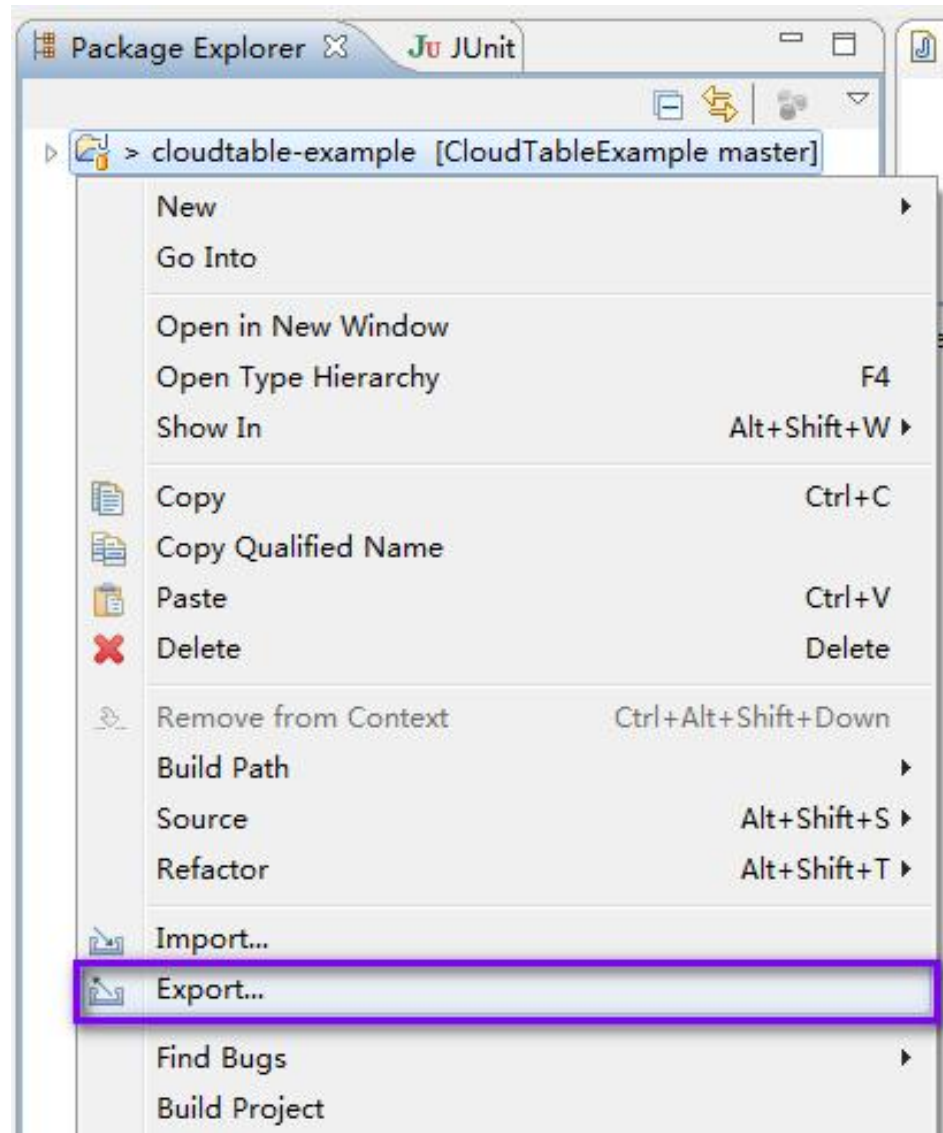 Package Explorer JUnit
> cloudtable-example [CloudTableExample master]
New
Go Into
Open in New Window
Open Type Hierarchy F4
Show In Alt+Shift+W
Copy Ctrl+C
Copy Qualified Name
Paste Ctrl+V
Delete Delete
Remove from Context Ctrl+Alt+Shift+Down
Build Path
Source Alt+Shift+S
Refactor Alt+Shift+T
Import...
Export...
Find Bugs
Build Project